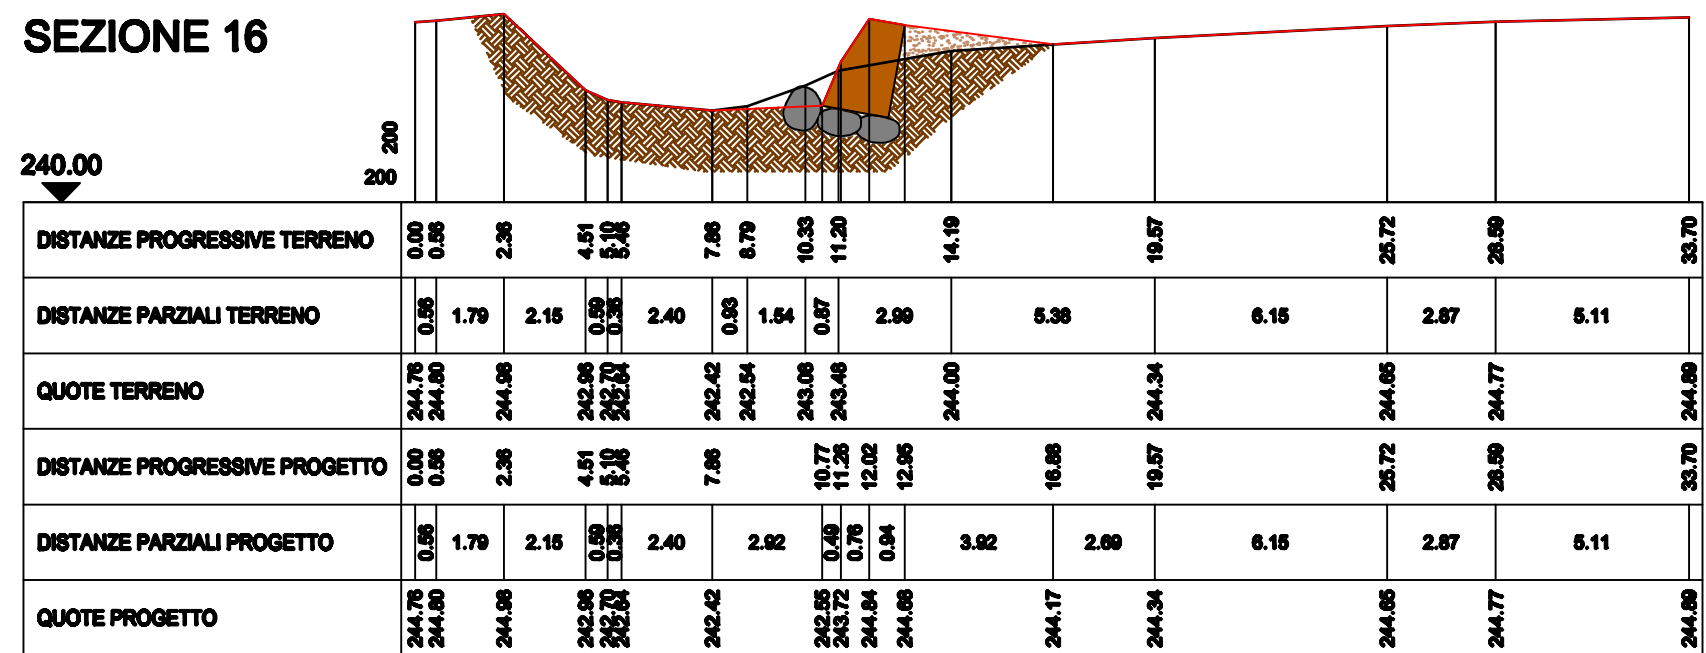 SEZIONE 16
200
240.00
200
DISTANZE PROGRESSIVE TERRENO 0.00 0.56 2.36 4.51 5.10 5.46 7.86 8.79 10.33 11.20 14.19 19.57 25.72 28.59 33.70
DISTANZE PARZIALI TERRENO 0.56 1.79 2.15 0.59 0.36 2.40 0.93 1.54 0.87 2.99 5.38 6.15 2.87 5.11
QUOTE TERRENO 244.76 244.80 244.98 242.96 242.70 242.64 242.42 242.54 243.08 243.48 244.00 244.34 244.65 244.77 244.89
DISTANZE PROGRESSIVE PROGETTO 0.00 0.56 2.36 4.51 5.10 5.46 7.86 10.77 11.26 12.02 12.95 16.88 19.57 25.72 28.59 33.70
DISTANZE PARZIALI PROGETTO 0.56 1.79 2.15 0.59 0.36 2.40 2.92 0.49 0.76 0.94 3.92 2.69 6.15 2.87 5.11
QUOTE PROGETTO 244.76 244.80 244.98 242.96 242.70 242.64 242.42 242.55 243.72 244.84 244.68 244.17 244.34 244.65 244.77 244.89